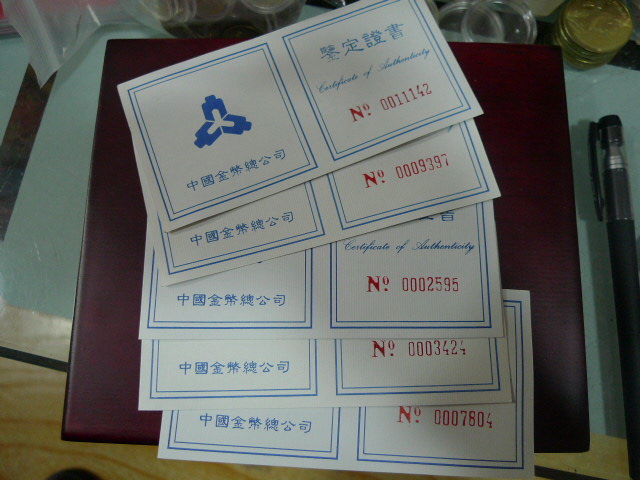 中國金幣總公司
鑒定證書
Certificate of Authenticity
Nº 0011142
中國金幣總公司
Nº 0009397
中國金幣總公司
Certificate of Authenticity
Nº 0002595
中國金幣總公司
Nº 0003424
中國金幣總公司
Nº 0007804